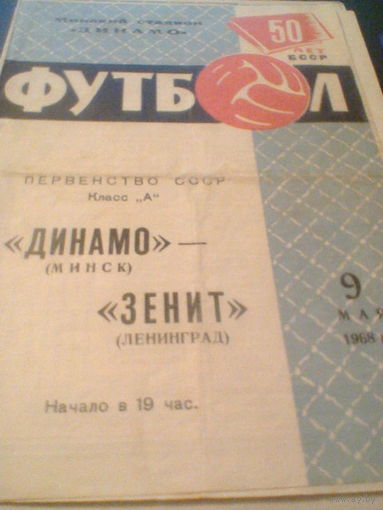 Минский стадион
«ДИНАМО»
50
ЛЕТ
БССР
ФУТБОЛ
ПЕРВЕНСТВО СССР
Класс „А“
«ДИНАМО» —
(МИНСК)
«ЗЕНИТ»
(ЛЕНИНГРАД)
9
МАЯ
1968
Начало в 19 час.